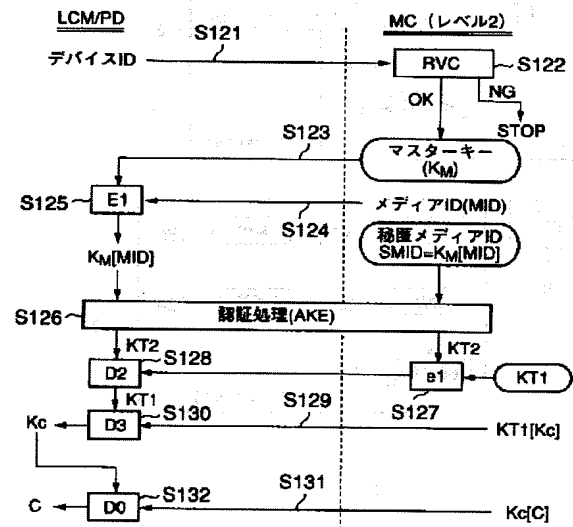 LCM/PD
MC（レベル2）
S121
デバイスID
RVC
S122
OK
NG
STOP
S123
マスターキー
(KM)
S125
E1
メディアID(MID)
S124
KM[MID]
秘匿メディアID
SMID=KM[MID]
S126
認証処理(AKE)
KT2
S128
KT2
D2
e1
KT1
KT1
S127
S130
S129
Kc
D3
KT1[Kc]
S131
C
D0
S132
Kc[C]